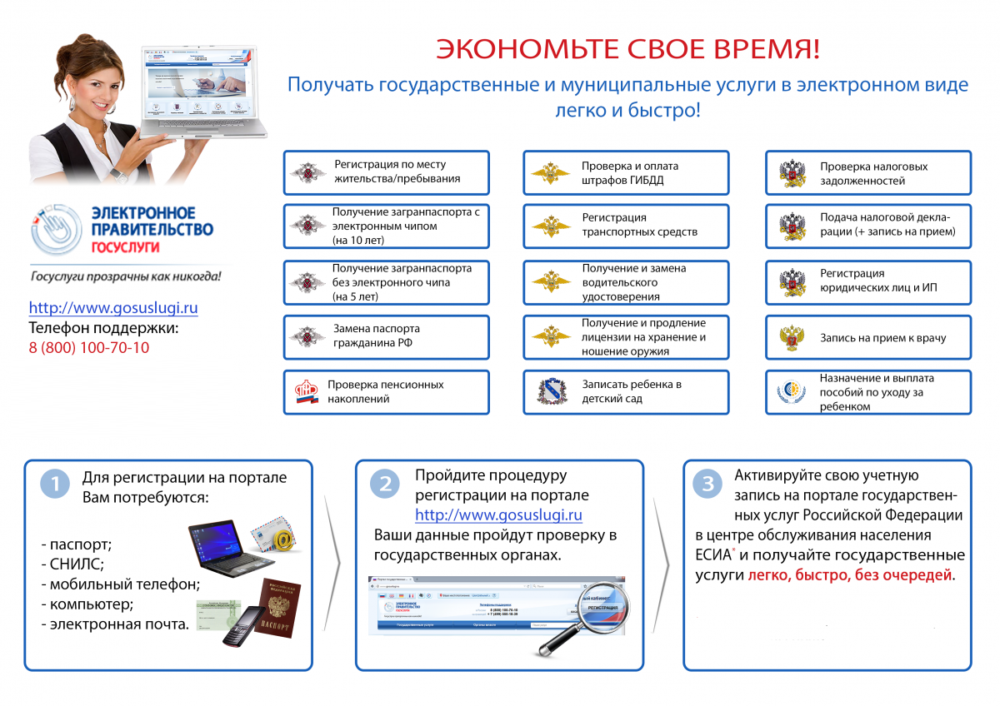 ЭКОНОМЬТЕ СВОЕ ВРЕМЯ!
Получать государственные и муниципальные услуги в электронном виде
легко и быстро!
ЭЛЕКТРОННОЕ
ПРАВИТЕЛЬСТВО
ГОСУСЛУГИ
Госуслуги прозрачны как никогда!
http://www.gosuslugi.ru
Телефон поддержки:
8 (800) 100-70-10
Регистрация по месту
жительства/пребывания
Получение загранпаспорта с
электронным чипом
(на 10 лет)
Получение загранпаспорта
без электронного чипа
(на 5 лет)
Замена паспорта
гражданина РФ
Проверка пенсионных
накоплений
Проверка и оплата
штрафов ГИБДД
Регистрация
транспортных средств
Получение и замена
водительского
удостоверения
Получение и продление
лицензии на хранение и
ношение оружия
Записать ребенка в
детский сад
Проверка налоговых
задолженностей
Подача налоговой декла-
рации (+ запись на прием)
Регистрация
юридических лиц и ИП
Запись на прием к врачу
Назначение и выплата
пособий по уходу за
ребенком
1
Для регистрации на портале
Вам потребуются:
- паспорт;
- СНИЛС;
- мобильный телефон;
- компьютер;
- электронная почта.
РОССИЙСКАЯ
ФЕДЕРАЦИЯ
ПАСПОРТ
2
Пройдите процедуру
регистрации на портале
http://www.gosuslugi.ru
Ваши данные пройдут проверку в
государственных органах.
ЭЛЕКТРОННОЕ
ПРАВИТЕЛЬСТВО
ГОСУСЛУГИ
Телефоны поддержки
8 (800) 100-70-10
Государственные услуги
Органы власти
РЕГИСТРАЦИЯ
3
Активируйте свою учетную
запись на портале государствен-
ных услуг Российской Федерации
в центре обслуживания населения
ЕСИА* и получайте государственные
услуги легко, быстро, без очередей.